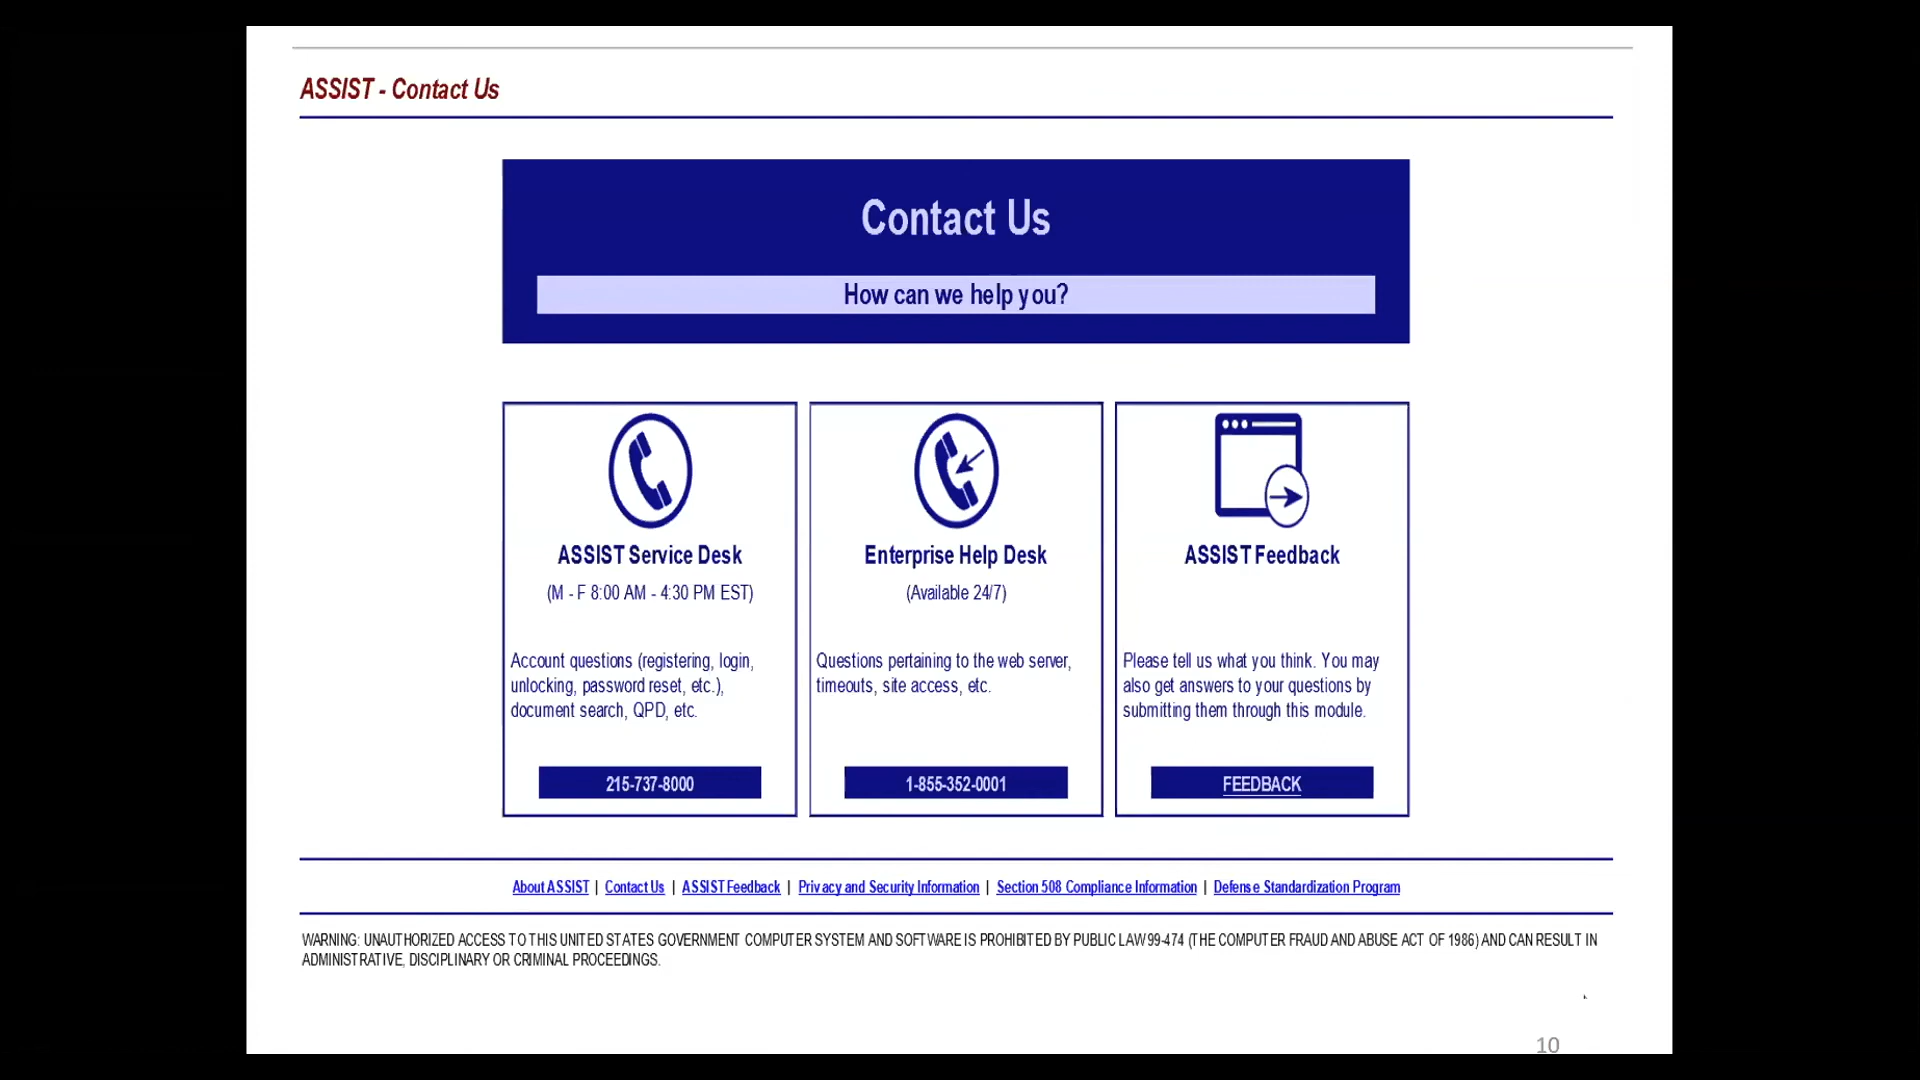 ASSIST - Contact Us
Contact Us
How can we help you?
ASSIST Service Desk
(M - F 8:00 AM - 4:30 PM EST)
Account questions (registering, login,
unlocking, password reset, etc.),
document search, QPD, etc.
215-737-8000
Enterprise Help Desk
(Available 24/7)
Questions pertaining to the web server,
timeouts, site access, etc.
1-855-352-0001
ASSIST Feedback
Please tell us what you think. You may
also get answers to your questions by
submitting them through this module.
FEEDBACK
About ASSIST | Contact Us | ASSIST Feedback | Privacy and Security Information | Section 508 Compliance Information | Defense Standardization Program
WARNING: UNAUTHORIZED ACCESS TO THIS UNITED STATES GOVERNMENT COMPUTER SYSTEM AND SOFTWARE IS PROHIBITED BY PUBLIC LAW 99-474 (THE COMPUTER FRAUD AND ABUSE ACT OF 1986) AND CAN RESULT IN
ADMINISTRATIVE, DISCIPLINARY OR CRIMINAL PROCEEDINGS.
10